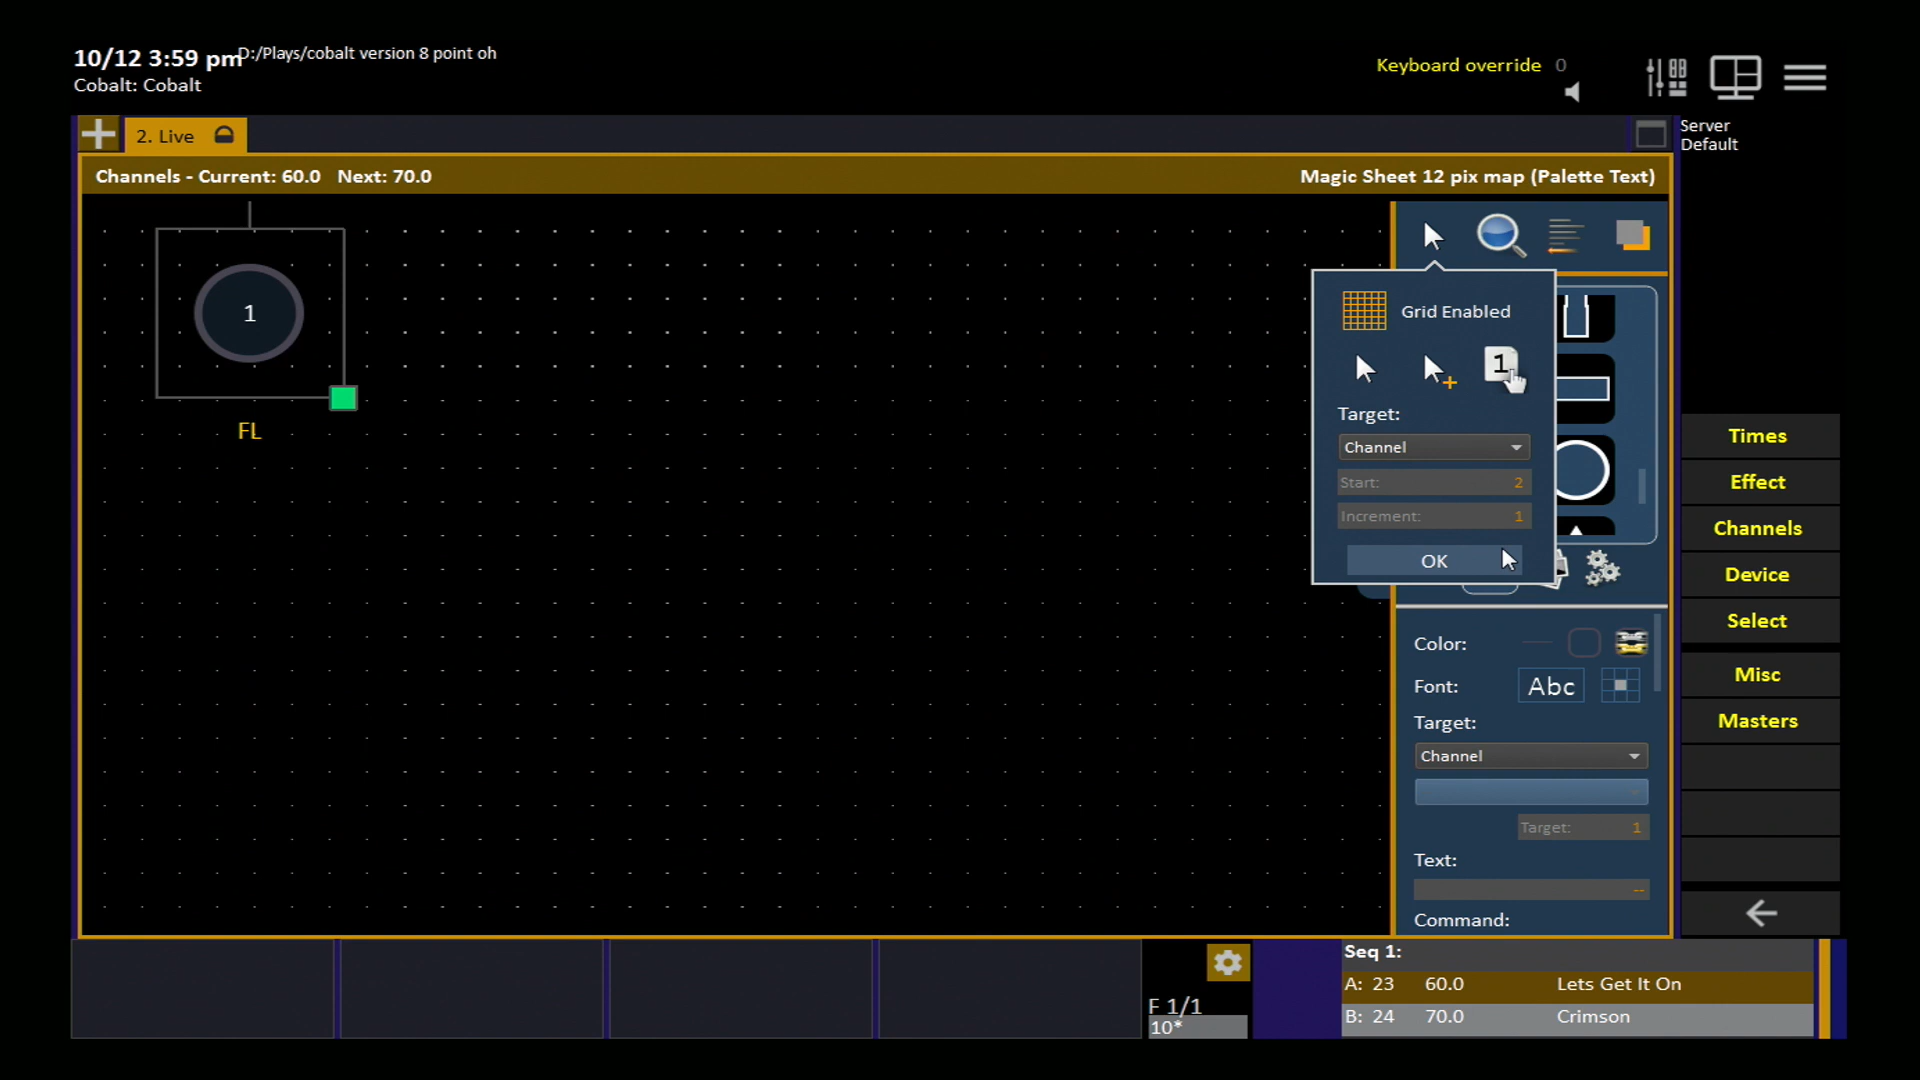 10/12 3:59 pm D:/Plays/cobalt version 8 point oh
Cobalt: Cobalt
Keyboard override 0
2. Live
Server
Default
Channels - Current: 60.0 Next: 70.0
Magic Sheet 12 pix map (Palette Text)
1
FL
Grid Enabled
1
Target:
Channel
Start: 2
Increment: 1
OK
Color:
Font: Abc
Target:
Channel
Target: 1
Text:
--
Command:
Times
Effect
Channels
Device
Select
Misc
Masters
F 1/1
10*
Seq 1:
A: 23 60.0 Lets Get It On
B: 24 70.0 Crimson